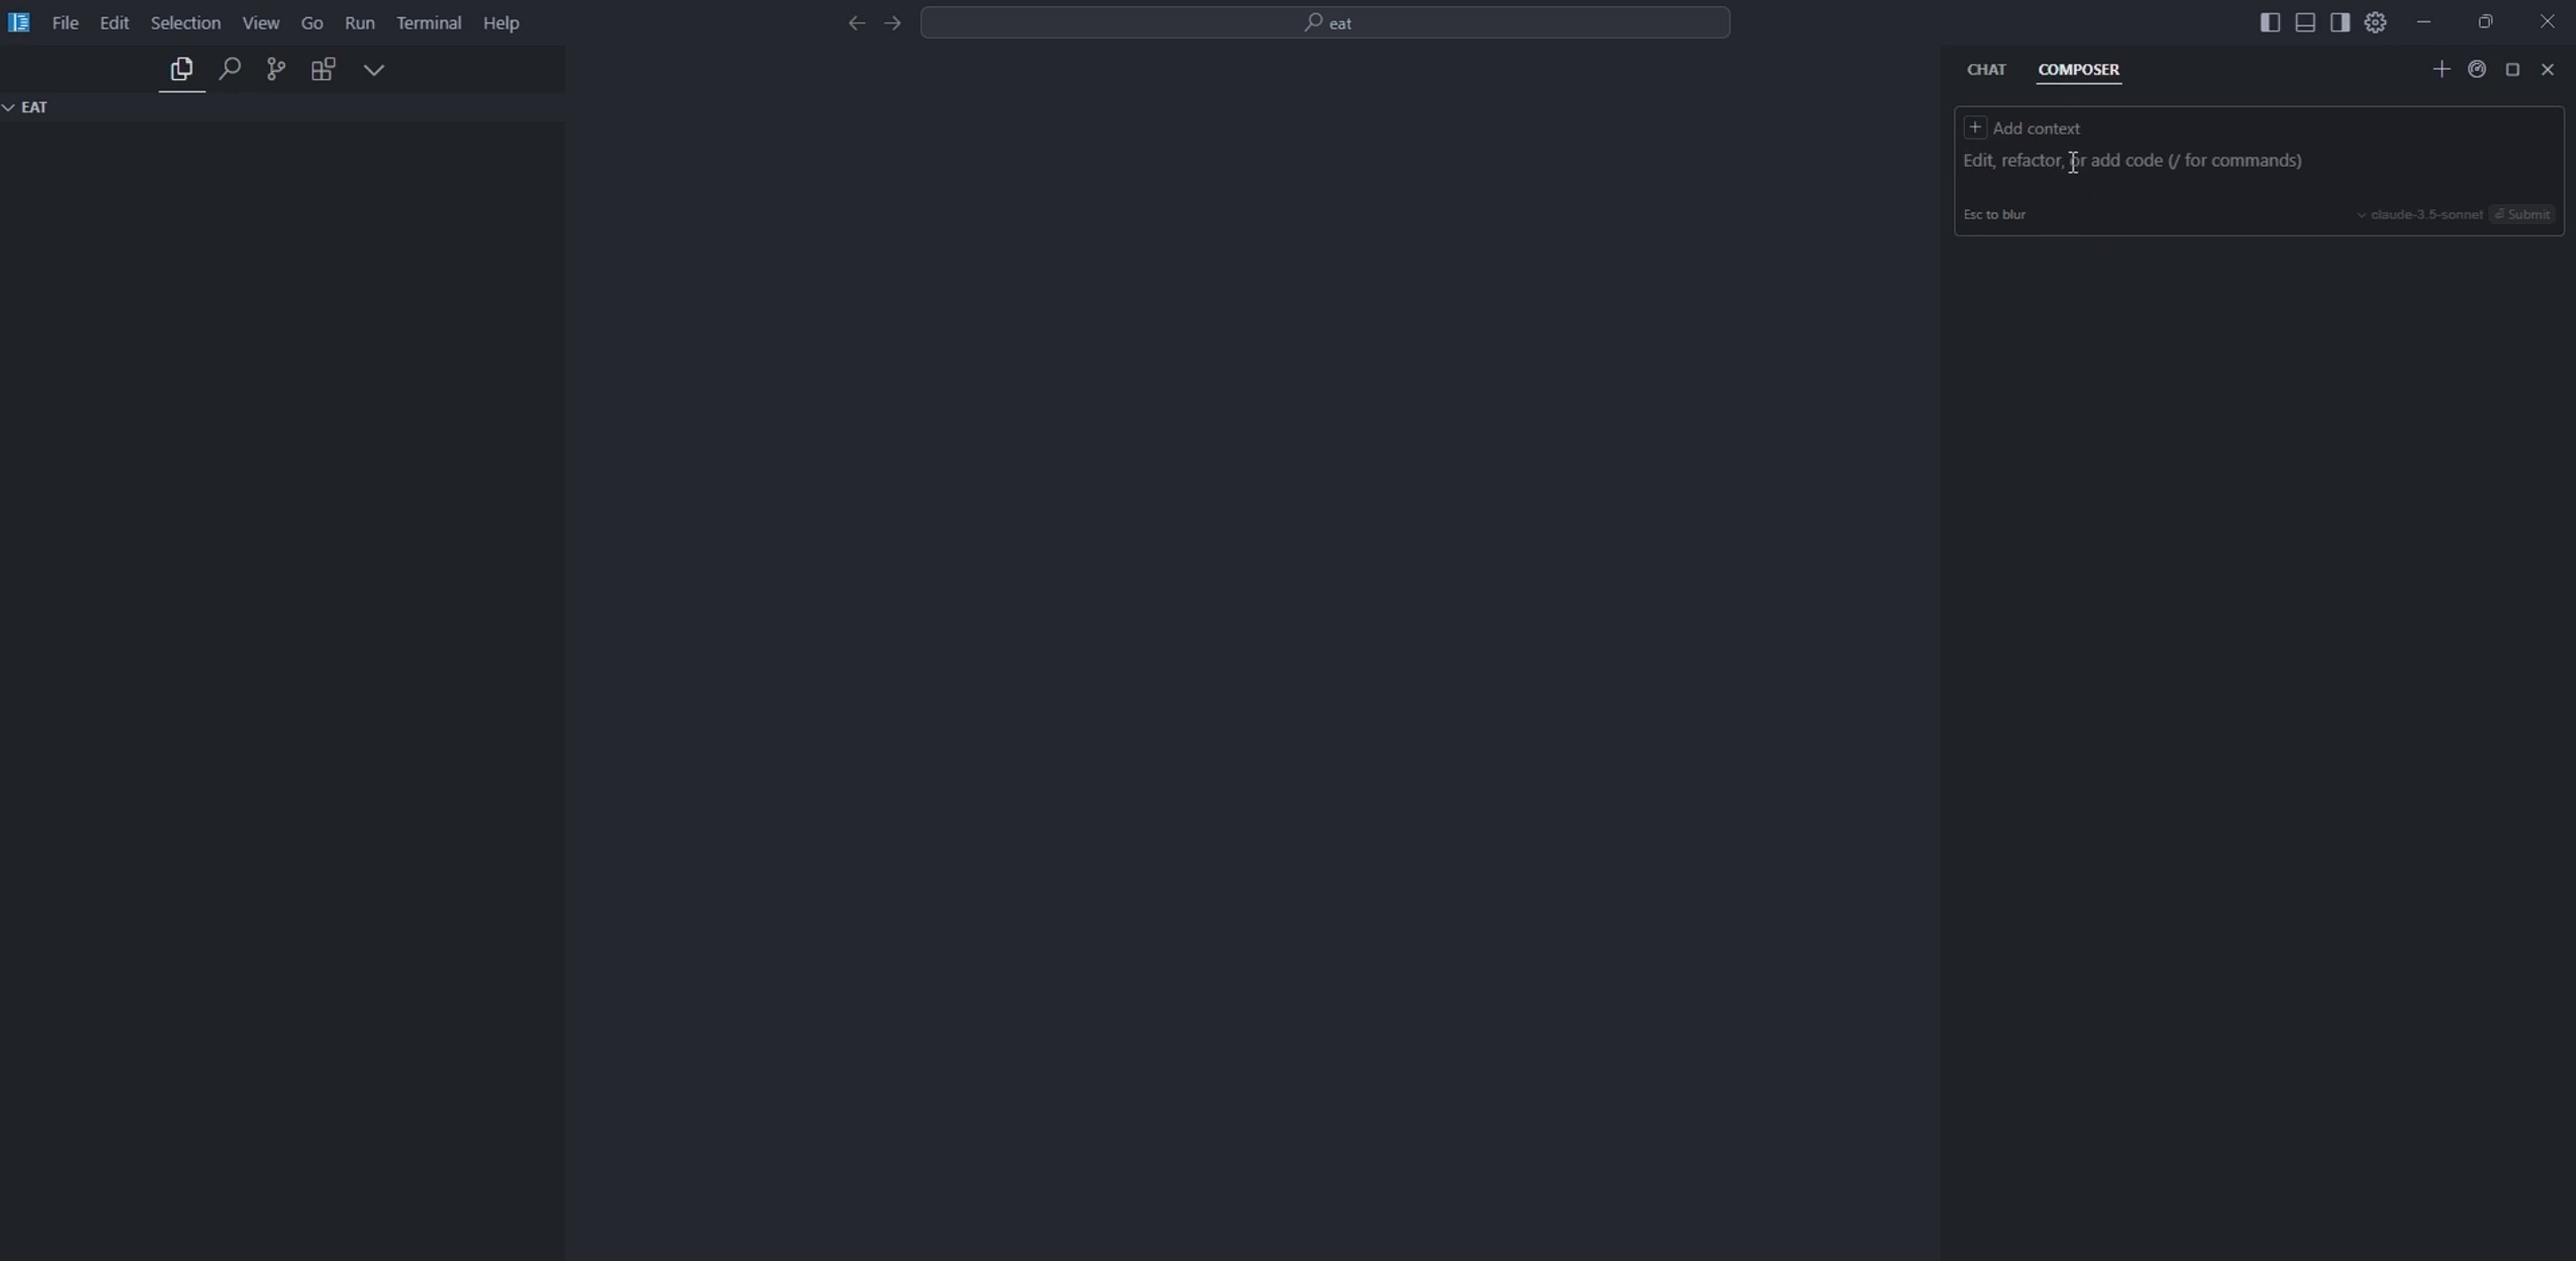 File Edit Selection View Go Run Terminal Help
eat
CHAT COMPOSER
EAT
Add context
Edit, refactor, or add code (/ for commands)
Esc to blur
claude-3.5-sonnet Submit